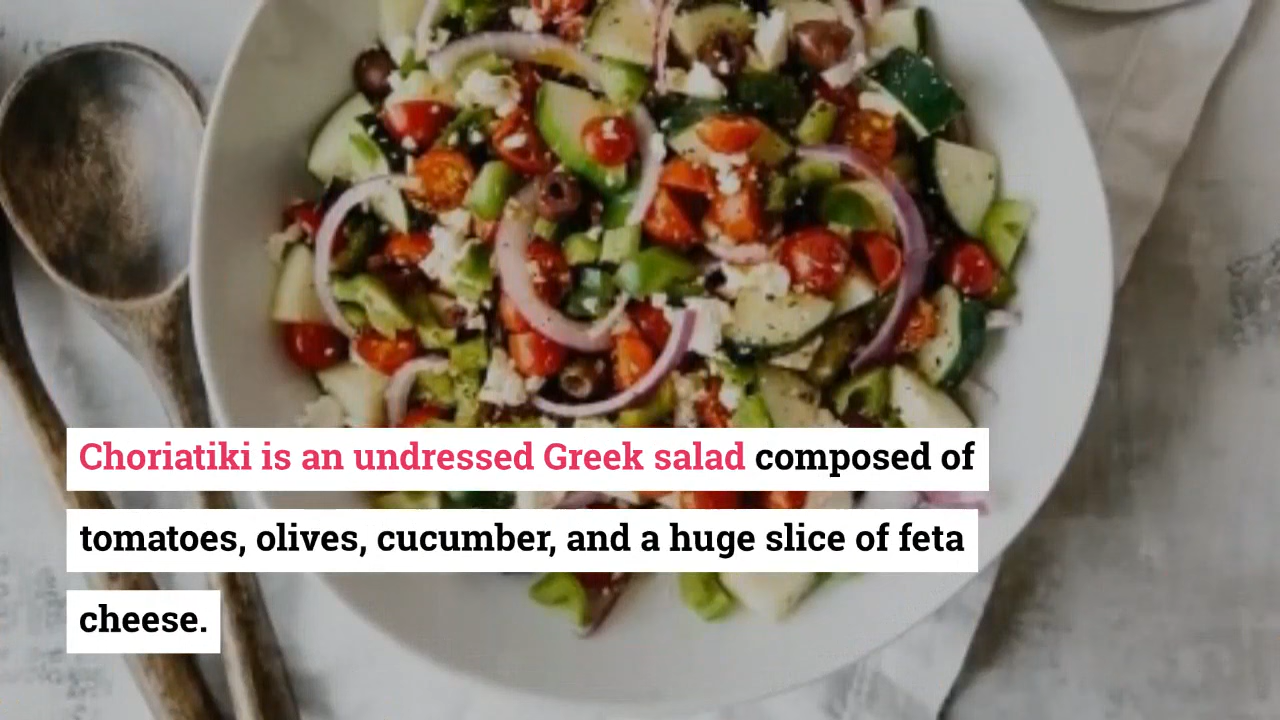 Choriatiki is an undressed Greek salad composed of
tomatoes, olives, cucumber, and a huge slice of feta
cheese.